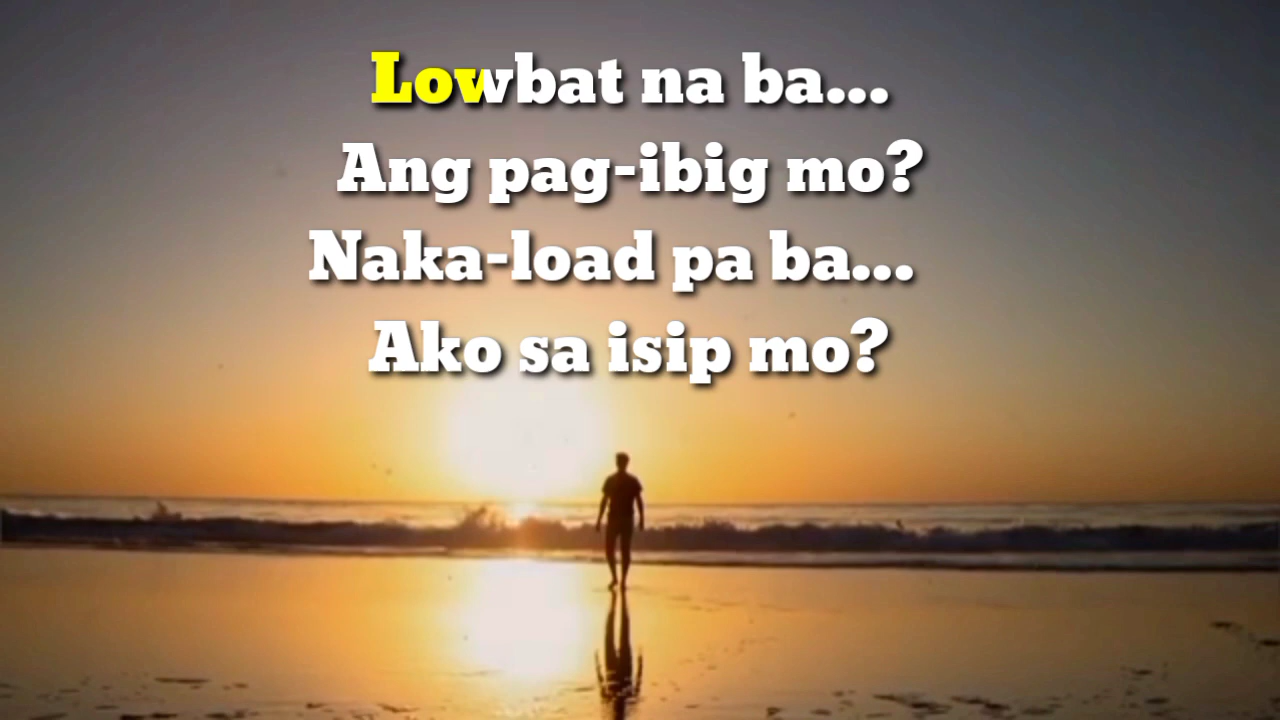 Lowbat na ba...
Ang pag-ibig mo?
Naka-load pa ba...
Ako sa isip mo?